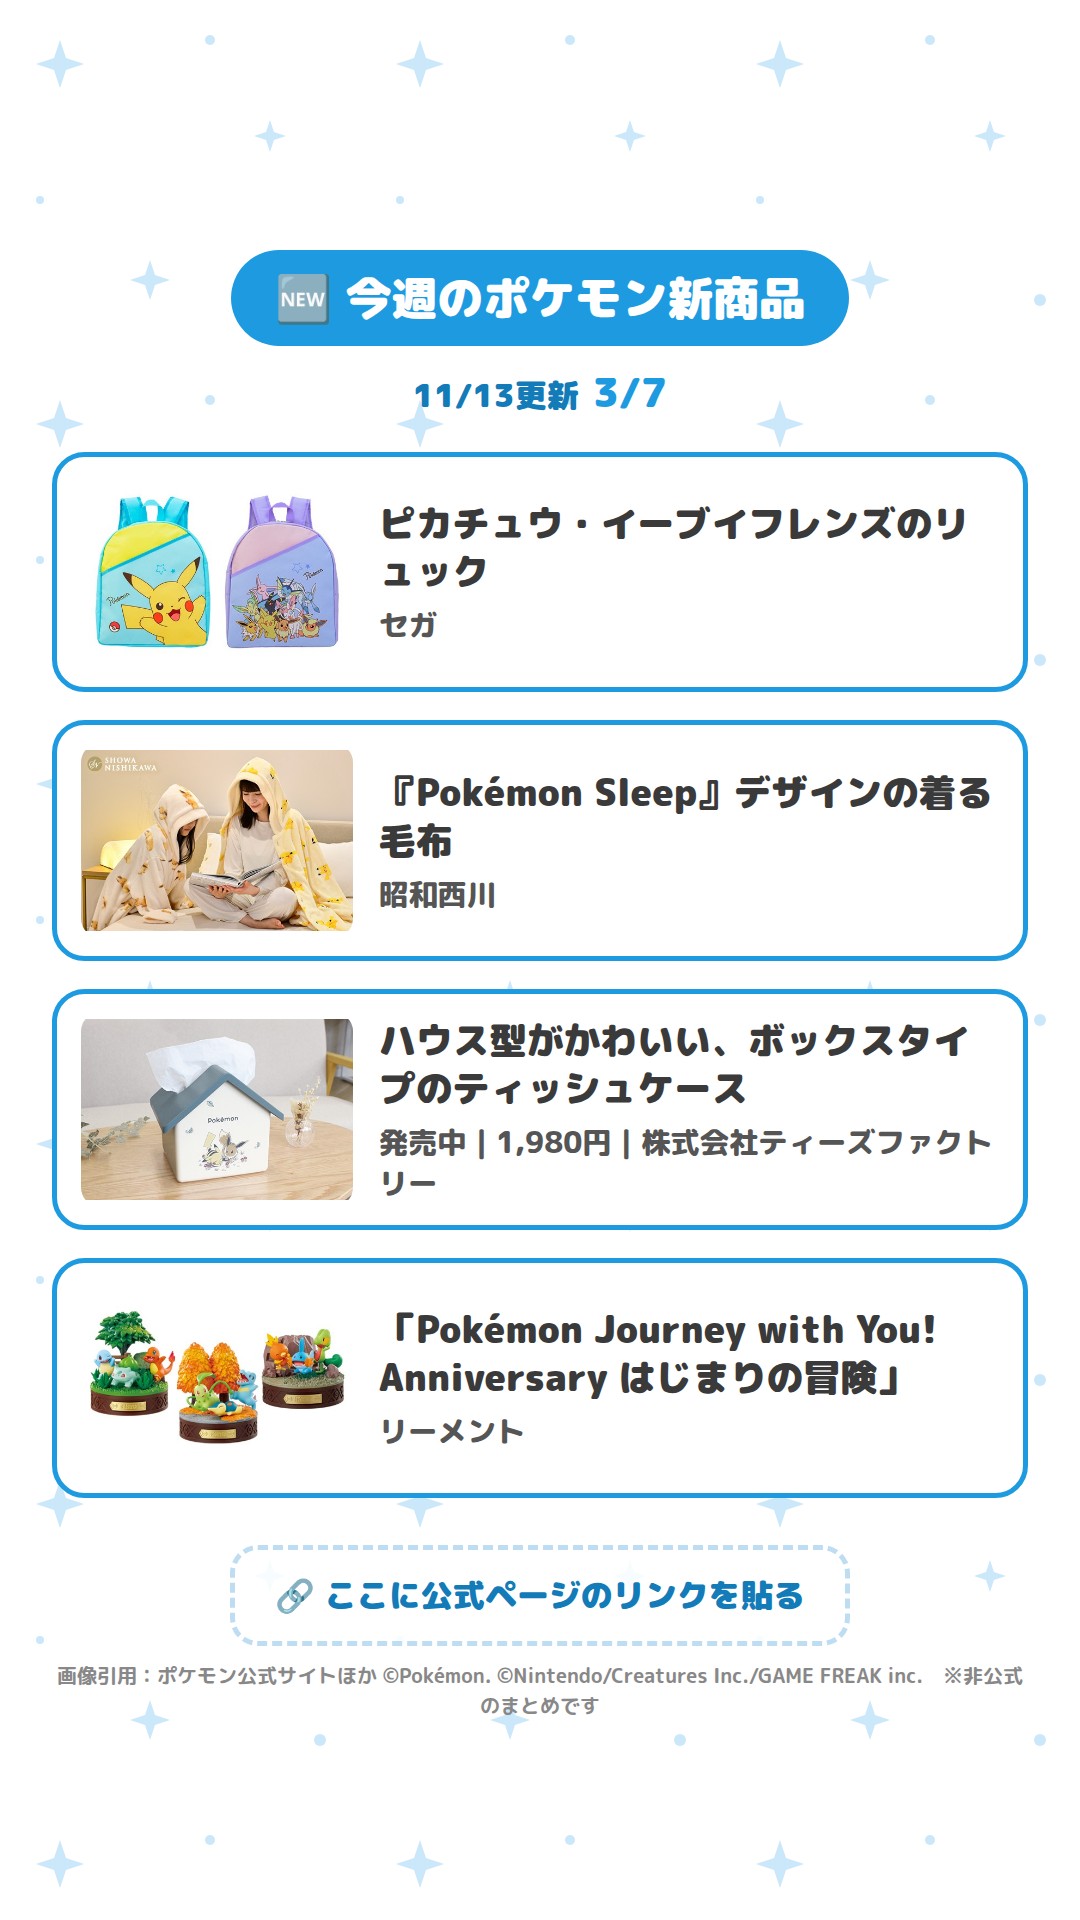 🆕 今週のポケモン新商品
11/13更新 3/7
ピカチュウ・イーブイフレンズのリ
ュック
セガ
SHOWA
NISHIKAWA
『Pokémon Sleep』デザインの着る
毛布
昭和西川
Pokémon
ハウス型がかわいい、ボックスタイ
プのティッシュケース
発売中 | 1,980円 | 株式会社ティーズファクト
リー
「Pokémon Journey with You!
Anniversary はじまりの冒険」
リーメント
🔗 ここに公式ページのリンクを貼る
画像引用：ポケモン公式サイトほか ©Pokémon. ©Nintendo/Creatures Inc./GAME FREAK inc.　※非公式
のまとめです